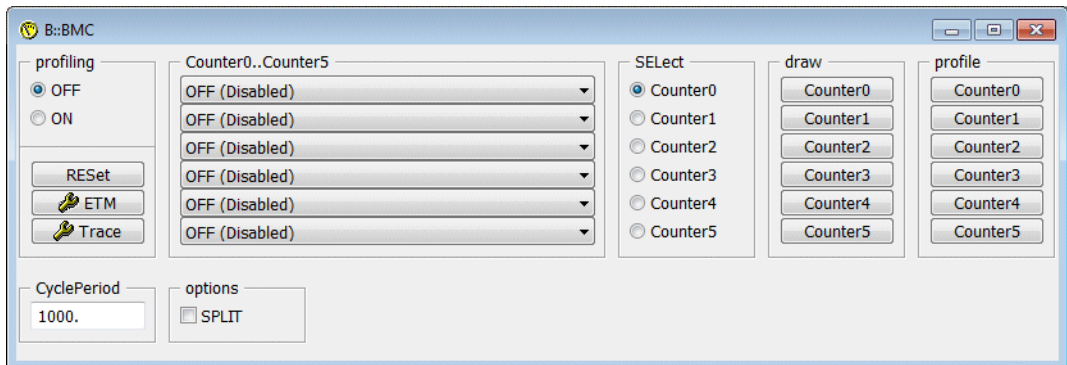 B::BMC
profiling Counter0..Counter5 SELect draw profile
OFF OFF (Disabled) Counter0 Counter0 Counter0
ON OFF (Disabled) Counter1 Counter1 Counter1
OFF (Disabled) Counter2 Counter2 Counter2
RESet OFF (Disabled) Counter3 Counter3 Counter3
ETM OFF (Disabled) Counter4 Counter4 Counter4
Trace OFF (Disabled) Counter5 Counter5 Counter5
CyclePeriod options
1000. SPLIT